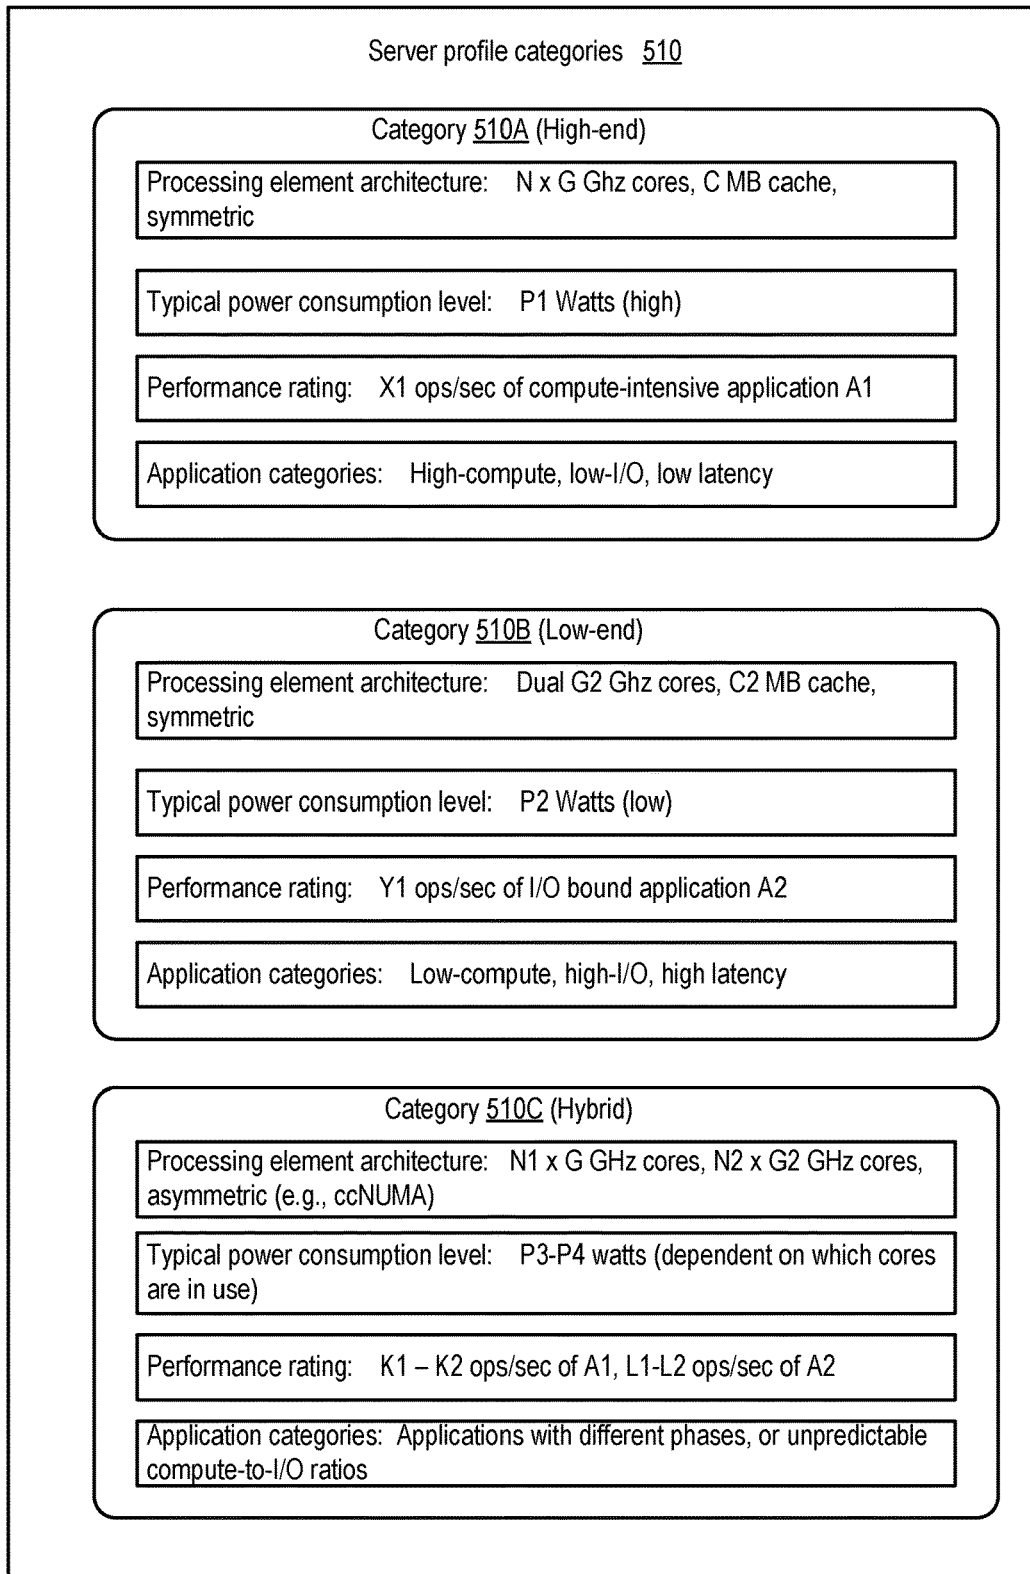 Server profile categories 510
Category 510A (High-end)
Processing element architecture: N x G Ghz cores, C MB cache,
symmetric
Typical power consumption level: P1 Watts (high)
Performance rating: X1 ops/sec of compute-intensive application A1
Application categories: High-compute, low-I/O, low latency
Category 510B (Low-end)
Processing element architecture: Dual G2 Ghz cores, C2 MB cache,
symmetric
Typical power consumption level: P2 Watts (low)
Performance rating: Y1 ops/sec of I/O bound application A2
Application categories: Low-compute, high-I/O, high latency
Category 510C (Hybrid)
Processing element architecture: N1 x G GHz cores, N2 x G2 GHz cores,
asymmetric (e.g., ccNUMA)
Typical power consumption level: P3-P4 watts (dependent on which cores
are in use)
Performance rating: K1 – K2 ops/sec of A1, L1-L2 ops/sec of A2
Application categories: Applications with different phases, or unpredictable
compute-to-I/O ratios